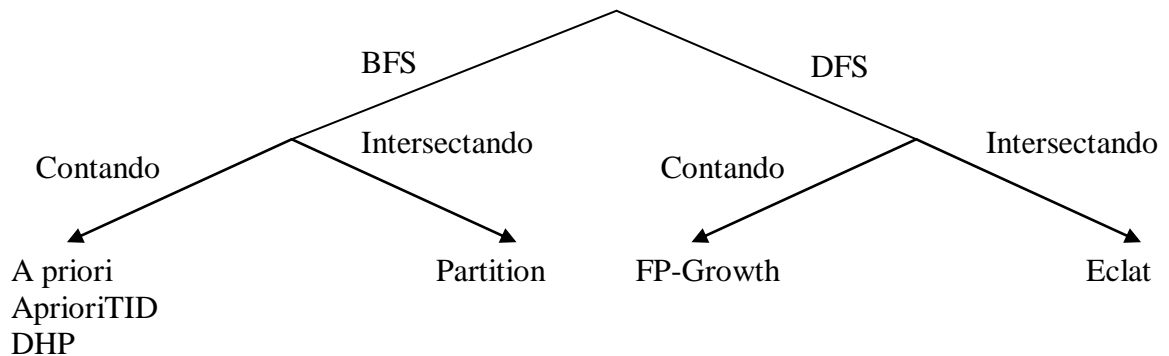 BFS
DFS
Contando
Intersectando
Contando
Intersectando
A priori
AprioriTID
DHP
Partition
FP-Growth
Eclat